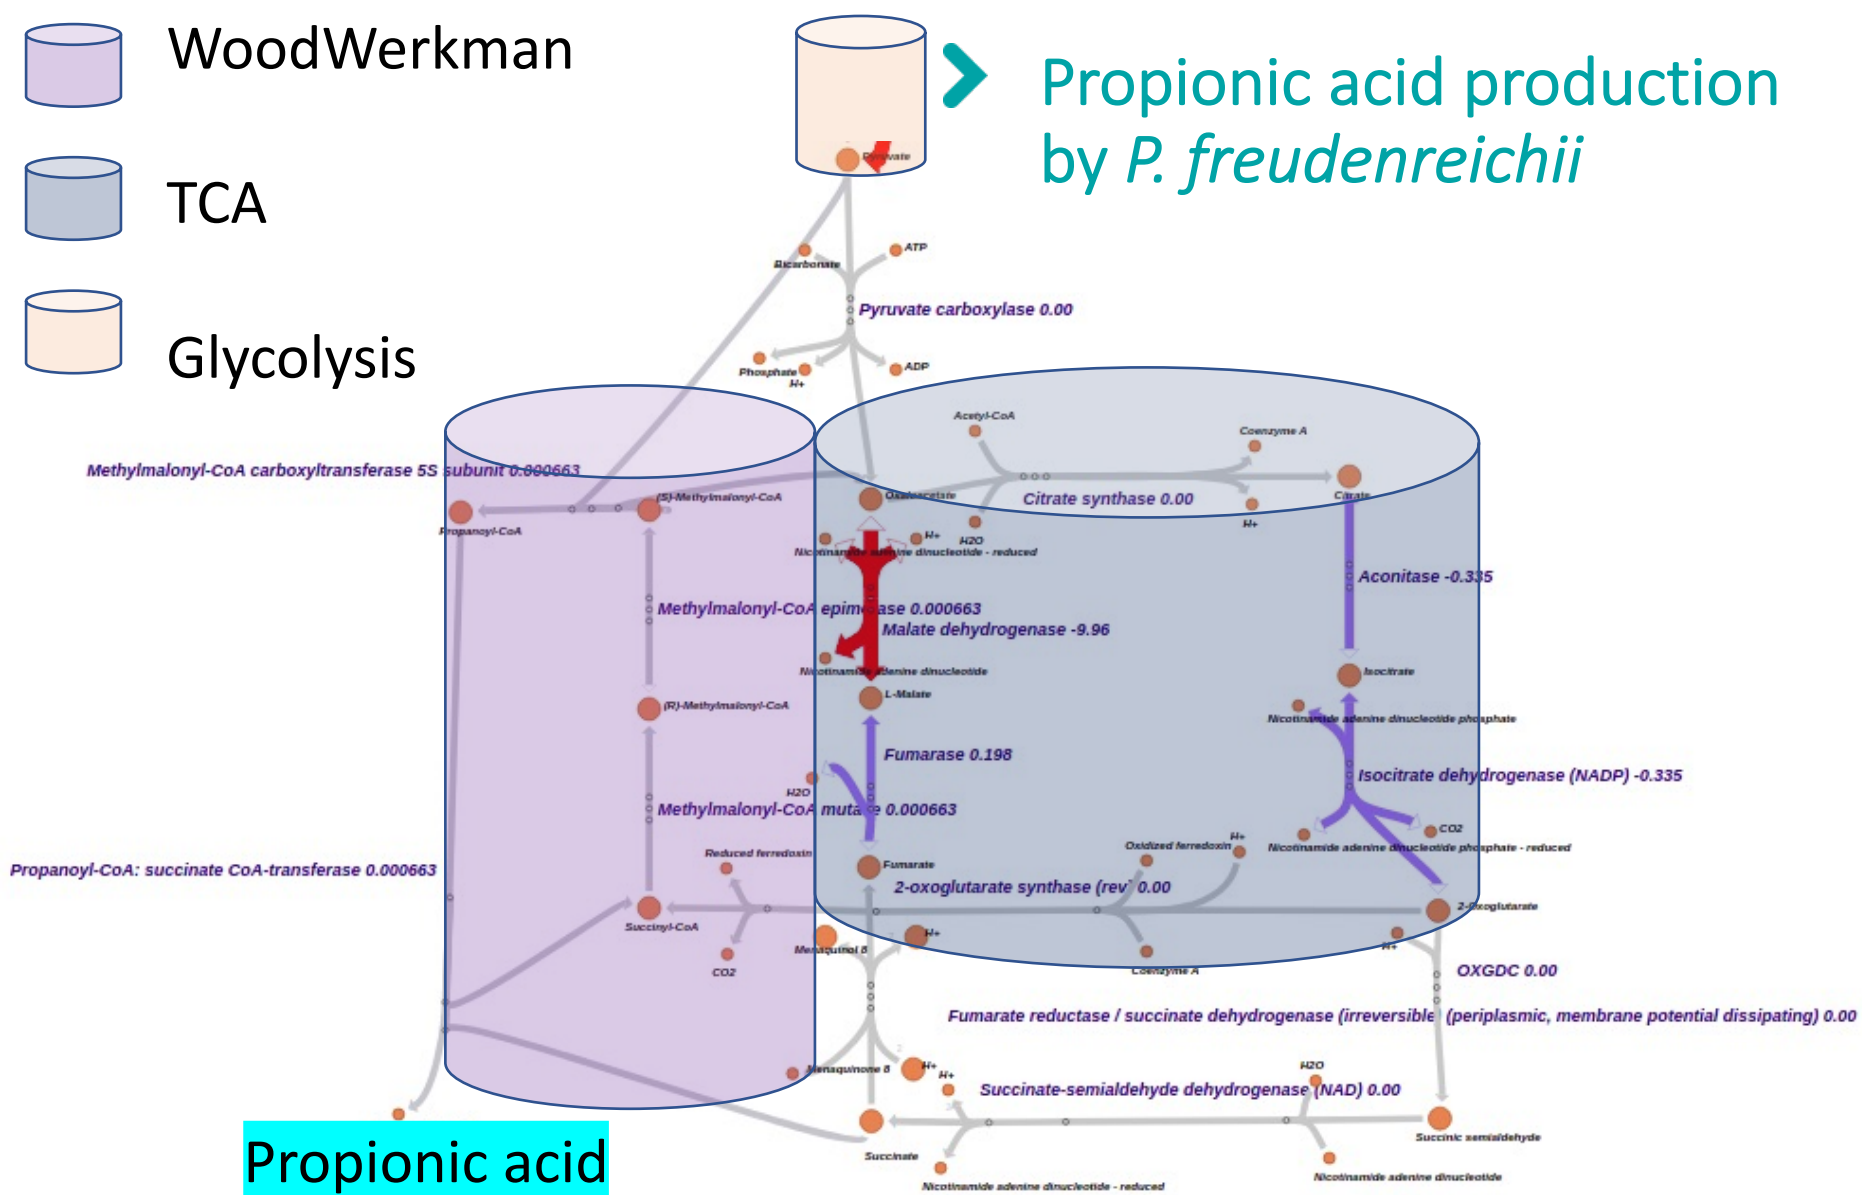 WoodWerkman
TCA
Glycolysis
Propionic acid production
by P. freudenreichii
Pyruvate
Bicarbonate
ATP
Pyruvate carboxylase 0.00
Phosphate
H+
ADP
Acetyl-CoA
Coenzyme A
Methylmalonyl-CoA carboxyltransferase 5S subunit 0.000663
(S)-Methylmalonyl-CoA
Oxaloacetate
Citrate synthase 0.00
Citrate
Propanoyl-CoA
H+
H2O
H+
Nicotinamide adenine dinucleotide - reduced
Aconitase -0.335
Methylmalonyl-CoA epimerase 0.000663
Malate dehydrogenase -9.96
Nicotinamide adenine dinucleotide
Isocitrate
L-Malate
(R)-Methylmalonyl-CoA
Nicotinamide adenine dinucleotide phosphate
Fumarase 0.198
Isocitrate dehydrogenase (NADP) -0.335
H2O
Methylmalonyl-CoA mutase 0.000663
CO2
H+
Oxidized ferredoxin
Nicotinamide adenine dinucleotide phosphate - reduced
Reduced ferredoxin
Fumarate
Propanoyl-CoA: succinate CoA-transferase 0.000663
2-oxoglutarate synthase (rev) 0.00
2-Oxoglutarate
Succinyl-CoA
H+
Menaquinol 8
H+
CO2
Coenzyme A
OXGDC 0.00
Fumarate reductase / succinate dehydrogenase (irreversible) (periplasmic, membrane potential dissipating) 0.00
2
Menaquinone 8
H+
H+
H2O
Succinate-semialdehyde dehydrogenase (NAD) 0.00
Succinic semialdehyde
Succinate
Propionic acid
Nicotinamide adenine dinucleotide
Nicotinamide adenine dinucleotide - reduced